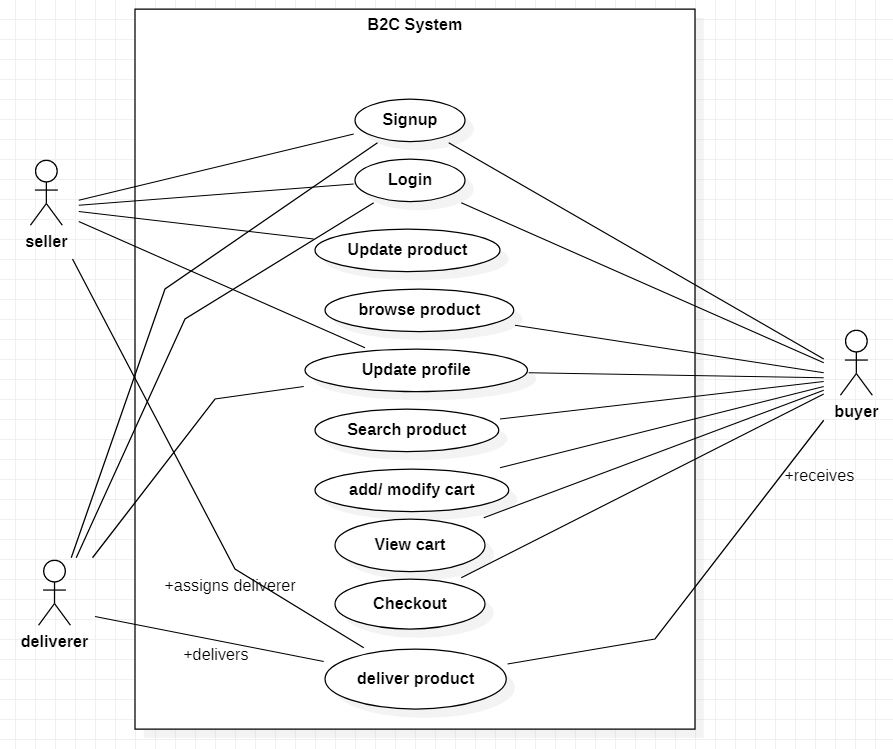 B2C System
Signup
Login
Update product
seller
browse product
Update profile
buyer
Search product
+receives
add/ modify cart
View cart
+assigns deliverer
Checkout
deliverer
+delivers
deliver product